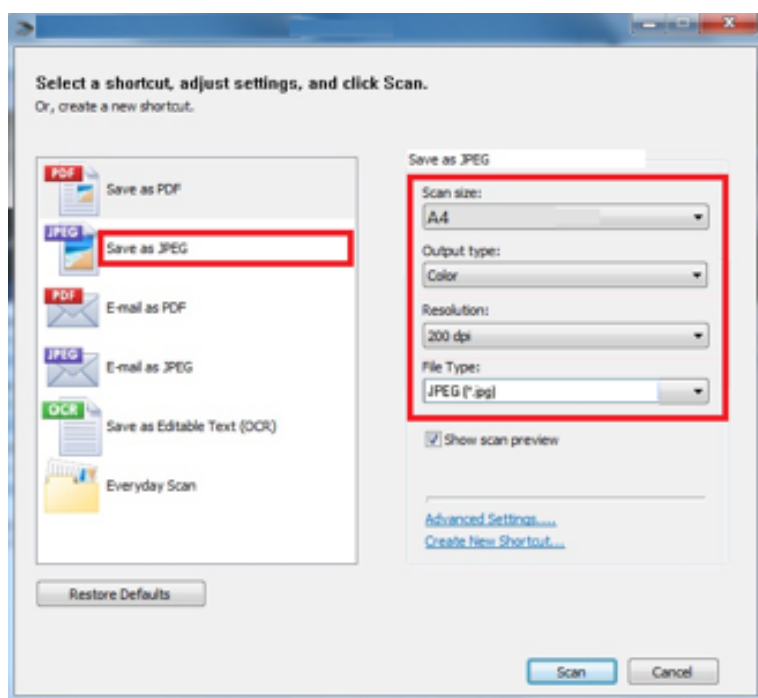 Select a shortcut, adjust settings, and click Scan.
Or, create a new shortcut.
PDF
Save as PDF
JPEG
Save as JPEG
PDF
E-mail as PDF
JPEG
E-mail as JPEG
OCR
Save as Editable Text (OCR)
Everyday Scan
Save as JPEG
Scan size:
A4
Output type:
Color
Resolution:
200 dpi
File Type:
JPEG (*.jpg)
Show scan preview
Advanced Settings....
Create New Shortcut...
Restore Defaults
Scan
Cancel